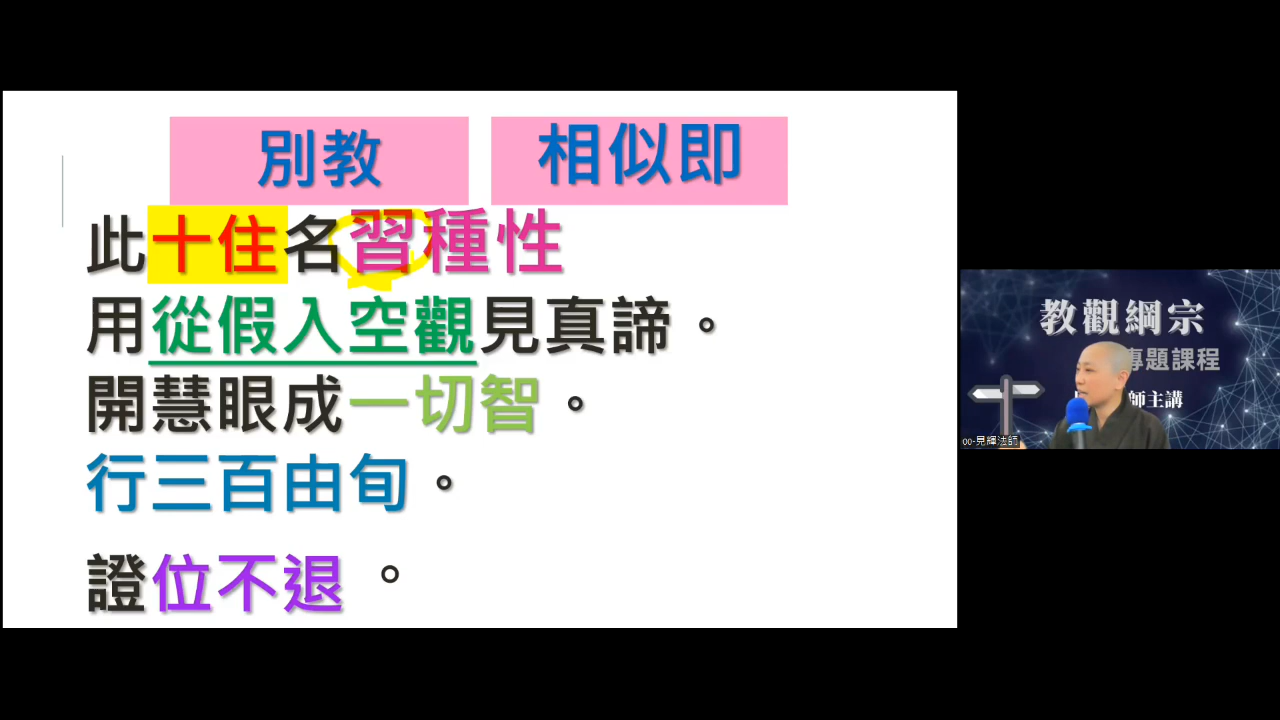 別教
相似即
此十住名習種性
用從假入空觀見真諦。
開慧眼成一切智。
行三百由旬。
證位不退。
教觀綱宗
專題課程
師主講
oo-見輝法師